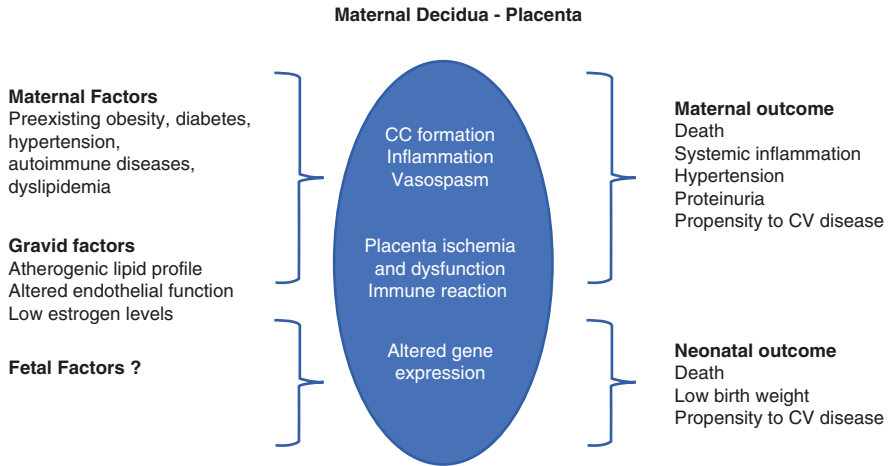 Maternal Decidua - Placenta
Maternal Factors
Preexisting obesity, diabetes,
hypertension,
autoimmune diseases,
dyslipidemia
Gravid factors
Atherogenic lipid profile
Altered endothelial function
Low estrogen levels
Fetal Factors ?
CC formation
Inflammation
Vasospasm
Placenta ischemia
and dysfunction
Immune reaction
Altered gene
expression
Maternal outcome
Death
Systemic inflammation
Hypertension
Proteinuria
Propensity to CV disease
Neonatal outcome
Death
Low birth weight
Propensity to CV disease